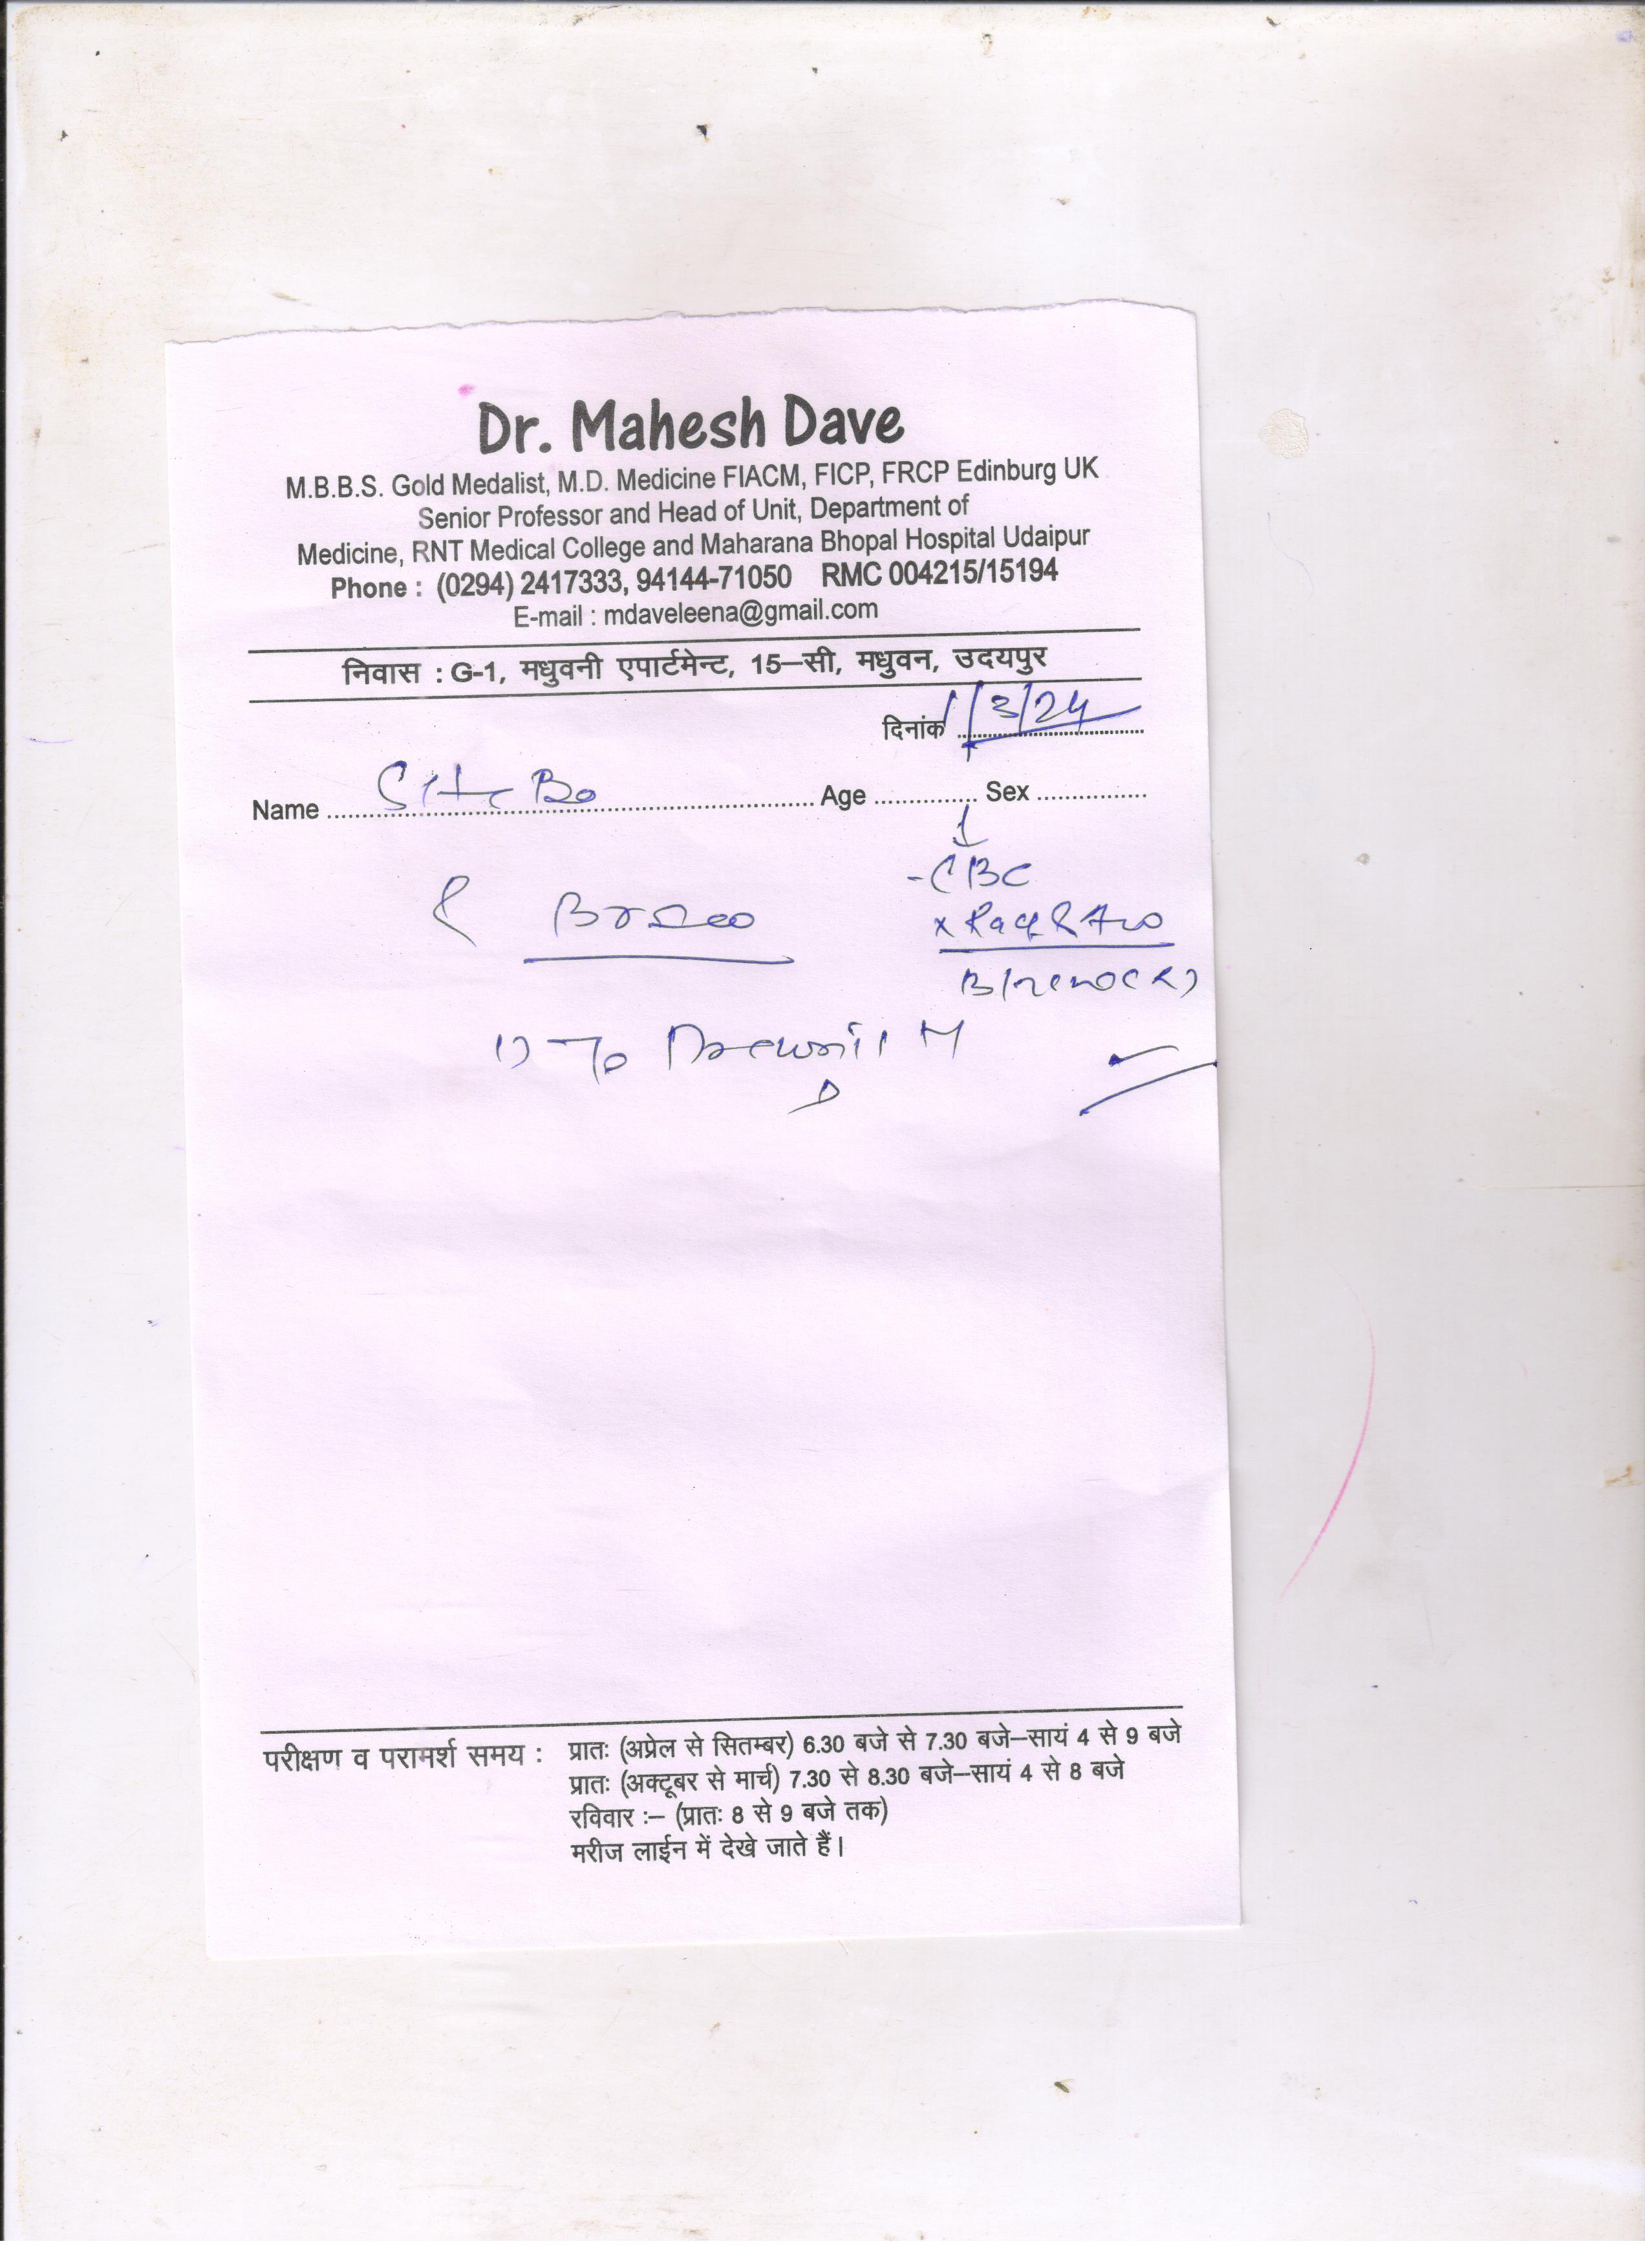 Dr. Mahesh Dave
M.B.B.S. Gold Medalist, M.D. Medicine FIACM, FICP, FRCP Edinburg UK
Senior Professor and Head of Unit, Department of
Medicine, RNT Medical College and Maharana Bhopal Hospital Udaipur
Phone : (0294) 2417333, 94144-71050 RMC 004215/15194
E-mail : mdaveleena@gmail.com
निवास : G-1, मधुवनी एपार्टमेन्ट, 15–सी, मधुवन, उदयपुर
दिनांक 1/3/24
Name Age Sex
- CBC
1)
परीक्षण व परामर्श समय : प्रातः (अप्रेल से सितम्बर) 6.30 बजे से 7.30 बजे–सायं 4 से 9 बजे
प्रातः (अक्टूबर से मार्च) 7.30 से 8.30 बजे–सायं 4 से 8 बजे
रविवार :– (प्रातः 8 से 9 बजे तक)
मरीज लाईन में देखे जाते हैं।